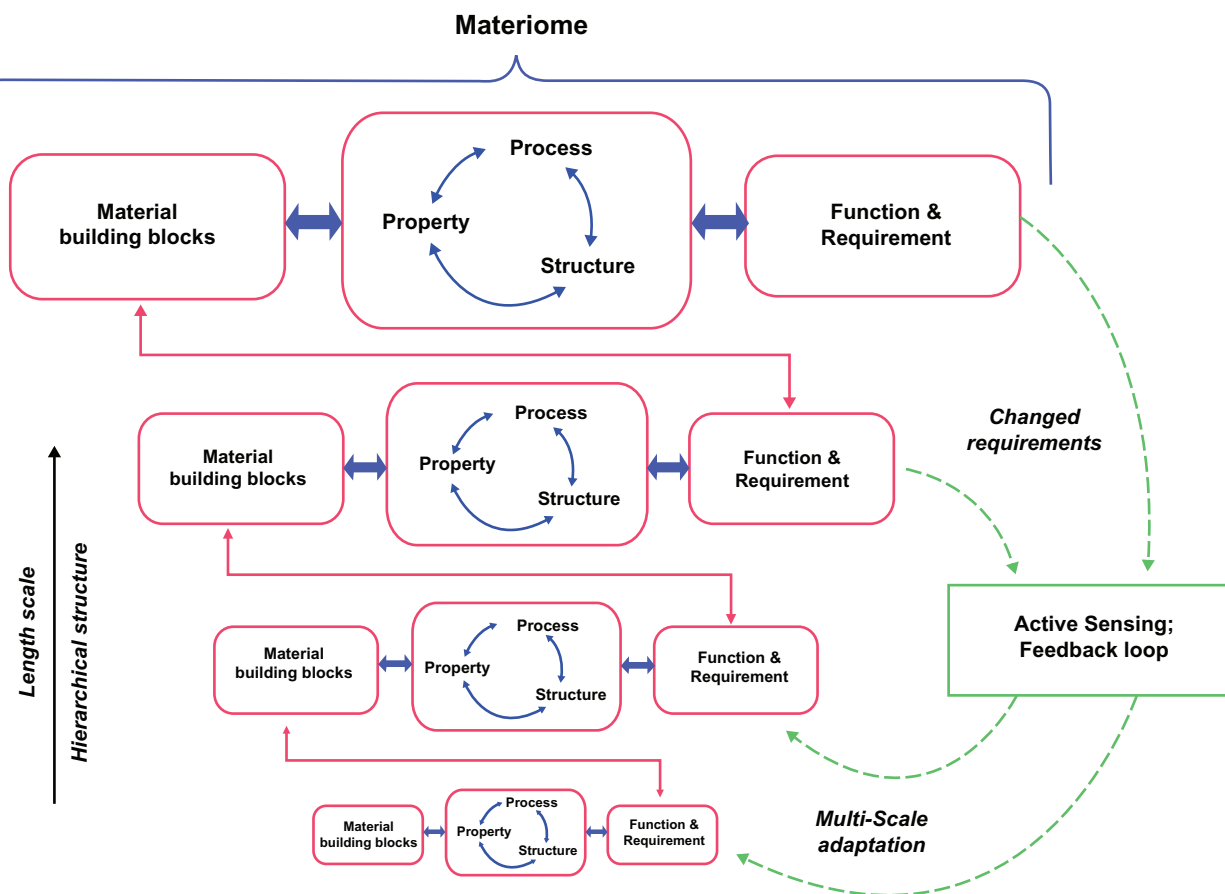 Materiome
Material
building blocks
Process
Property
Structure
Function &
Requirement
Material
building blocks
Process
Property
Structure
Function &
Requirement
Changed
requirements
Length scale
Hierarchical structure
Material
building blocks
Process
Property
Structure
Function &
Requirement
Active Sensing;
Feedback loop
Material
building blocks
Process
Property
Structure
Function &
Requirement
Multi-Scale
adaptation